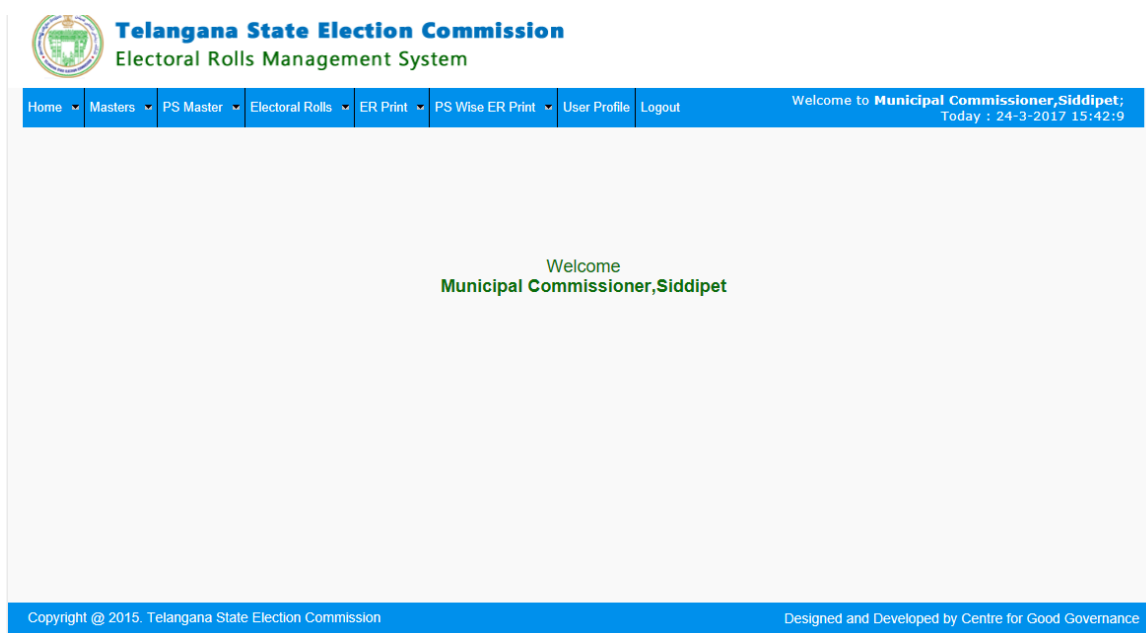 Telangana State Election Commission
Electoral Rolls Management System
Home Masters PS Master Electoral Rolls ER Print PS Wise ER Print User Profile Logout
Welcome to Municipal Commissioner,Siddipet;
Today : 24-3-2017 15:42:9
Welcome
Municipal Commissioner,Siddipet
Copyright @ 2015. Telangana State Election Commission
Designed and Developed by Centre for Good Governance